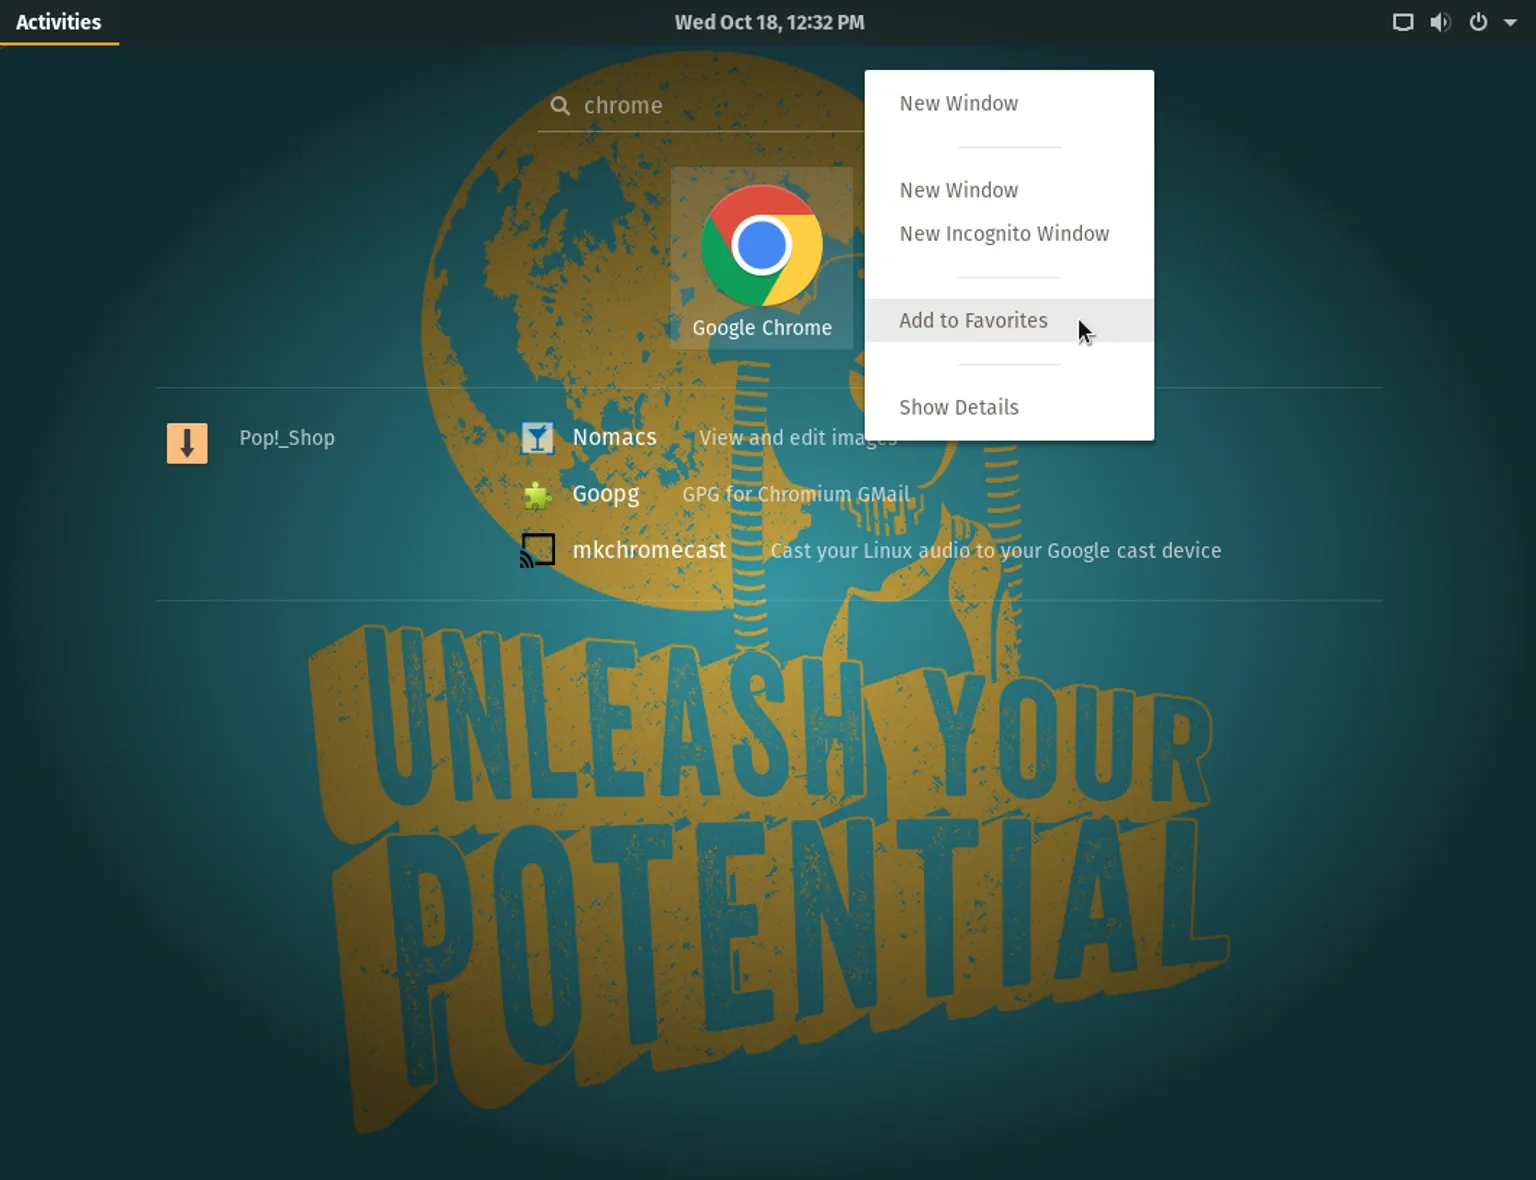 Activities
Wed Oct 18, 12:32 PM
chrome
New Window
New Window
New Incognito Window
Add to Favorites
Show Details
Google Chrome
Pop!_Shop
Nomacs View and edit images
Goopg GPG for Chromium GMail
mkchromecast Cast your Linux audio to your Google cast device
UNLEASH YOUR
POTENTIAL